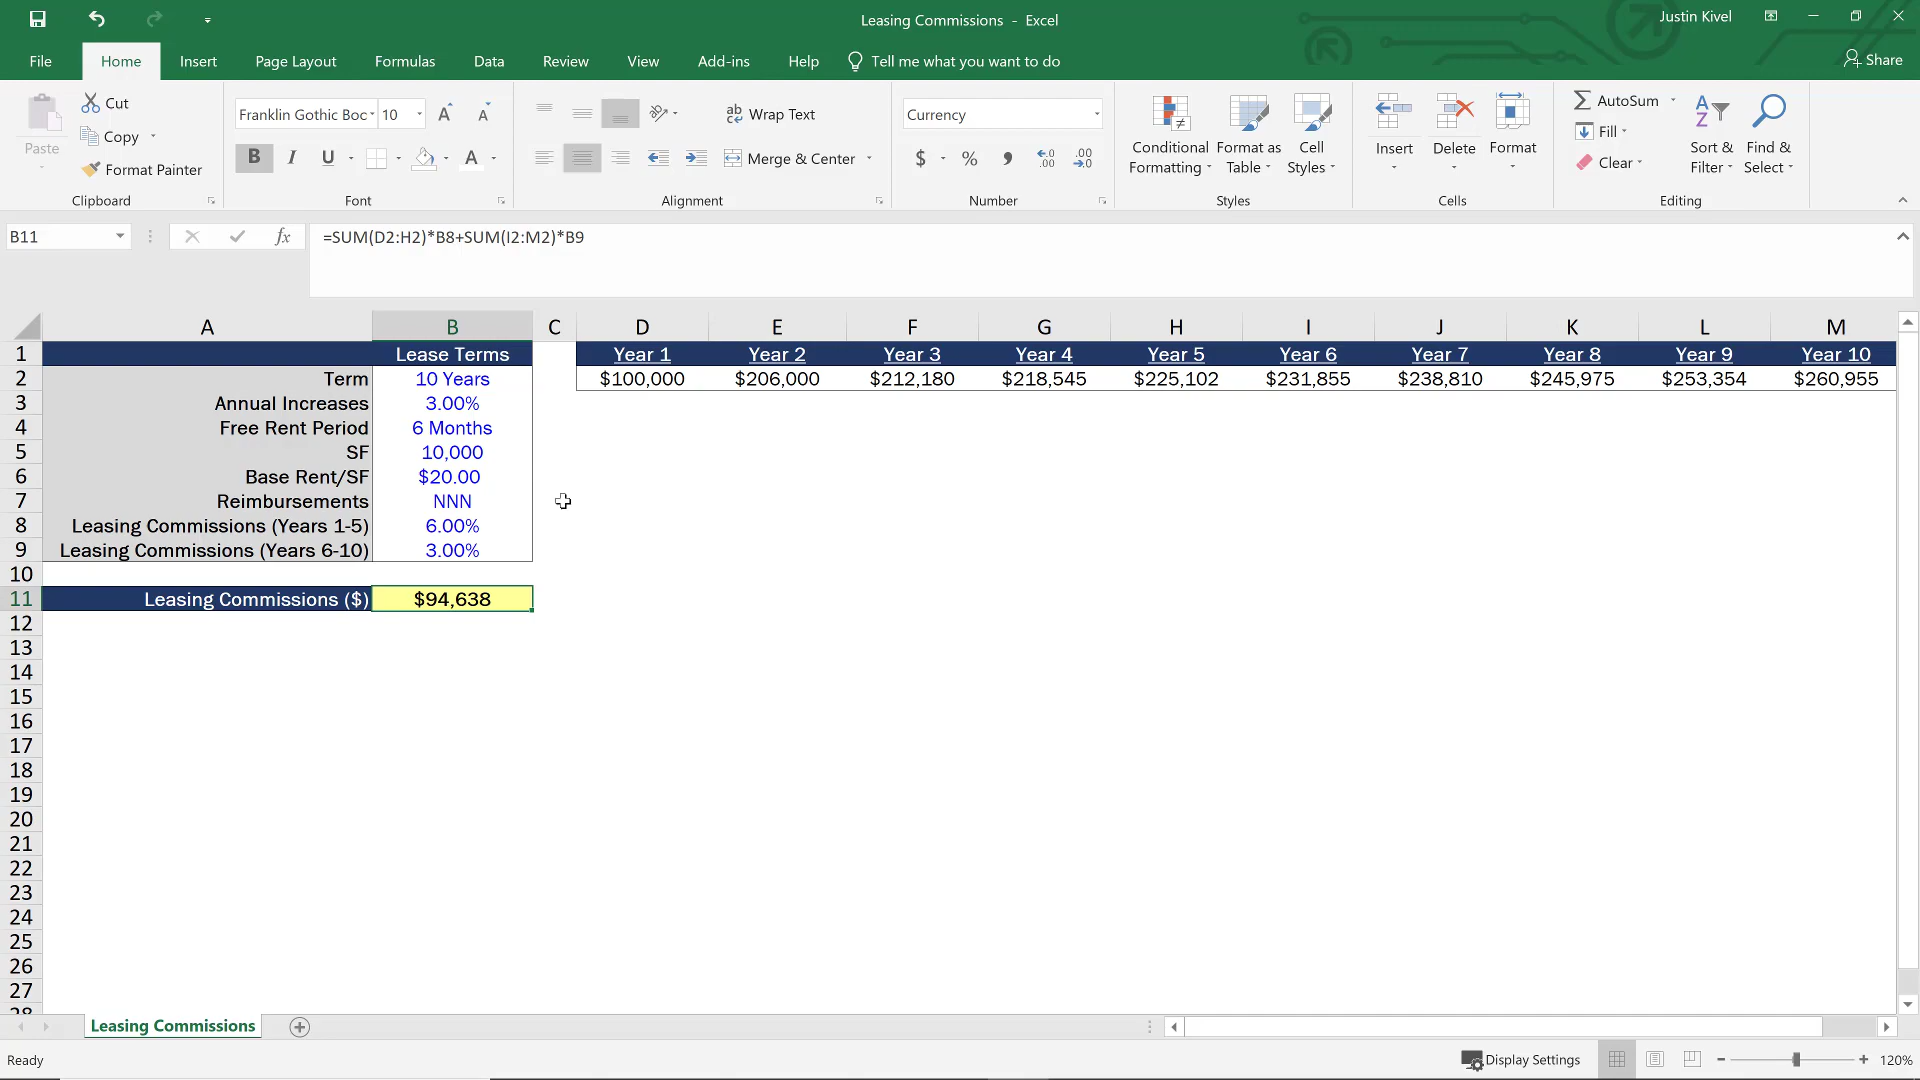 Leasing Commissions - Excel
Justin Kivel
File Home Insert Page Layout Formulas Data Review View Add-ins Help Tell me what you want to do
Share
Paste
Cut
Copy
Format Painter
Clipboard
Franklin Gothic Boc 10
B I U A
Font
Wrap Text
Merge & Center
Alignment
Currency
$ % ,
Number
Conditional Formatting
Format as Table
Cell Styles
Styles
Insert Delete Format
Cells
AutoSum
Fill
Clear
Sort & Filter
Find & Select
Editing
B11 fx =SUM(D2:H2)*B8+SUM(I2:M2)*B9
A B C D E F G H I J K L M
1 Lease Terms Year 1 Year 2 Year 3 Year 4 Year 5 Year 6 Year 7 Year 8 Year 9 Year 10
2 Term 10 Years $100,000 $206,000 $212,180 $218,545 $225,102 $231,855 $238,810 $245,975 $253,354 $260,955
3 Annual Increases 3.00%
4 Free Rent Period 6 Months
5 SF 10,000
6 Base Rent/SF $20.00
7 Reimbursements NNN
8 Leasing Commissions (Years 1-5) 6.00%
9 Leasing Commissions (Years 6-10) 3.00%
10
11 Leasing Commissions ($) $94,638
12
13
14
15
16
17
18
19
20
21
22
23
24
25
26
27
28
Leasing Commissions
Ready
Display Settings
120%